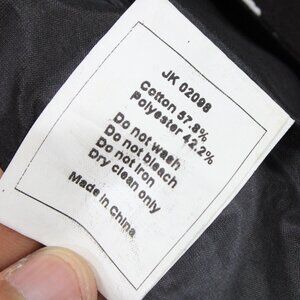 JK 02098
Cotton 57.8%
Polyester 42.2%
Do not wash
Do not bleach
Do not iron
Dry clean only
Made in China